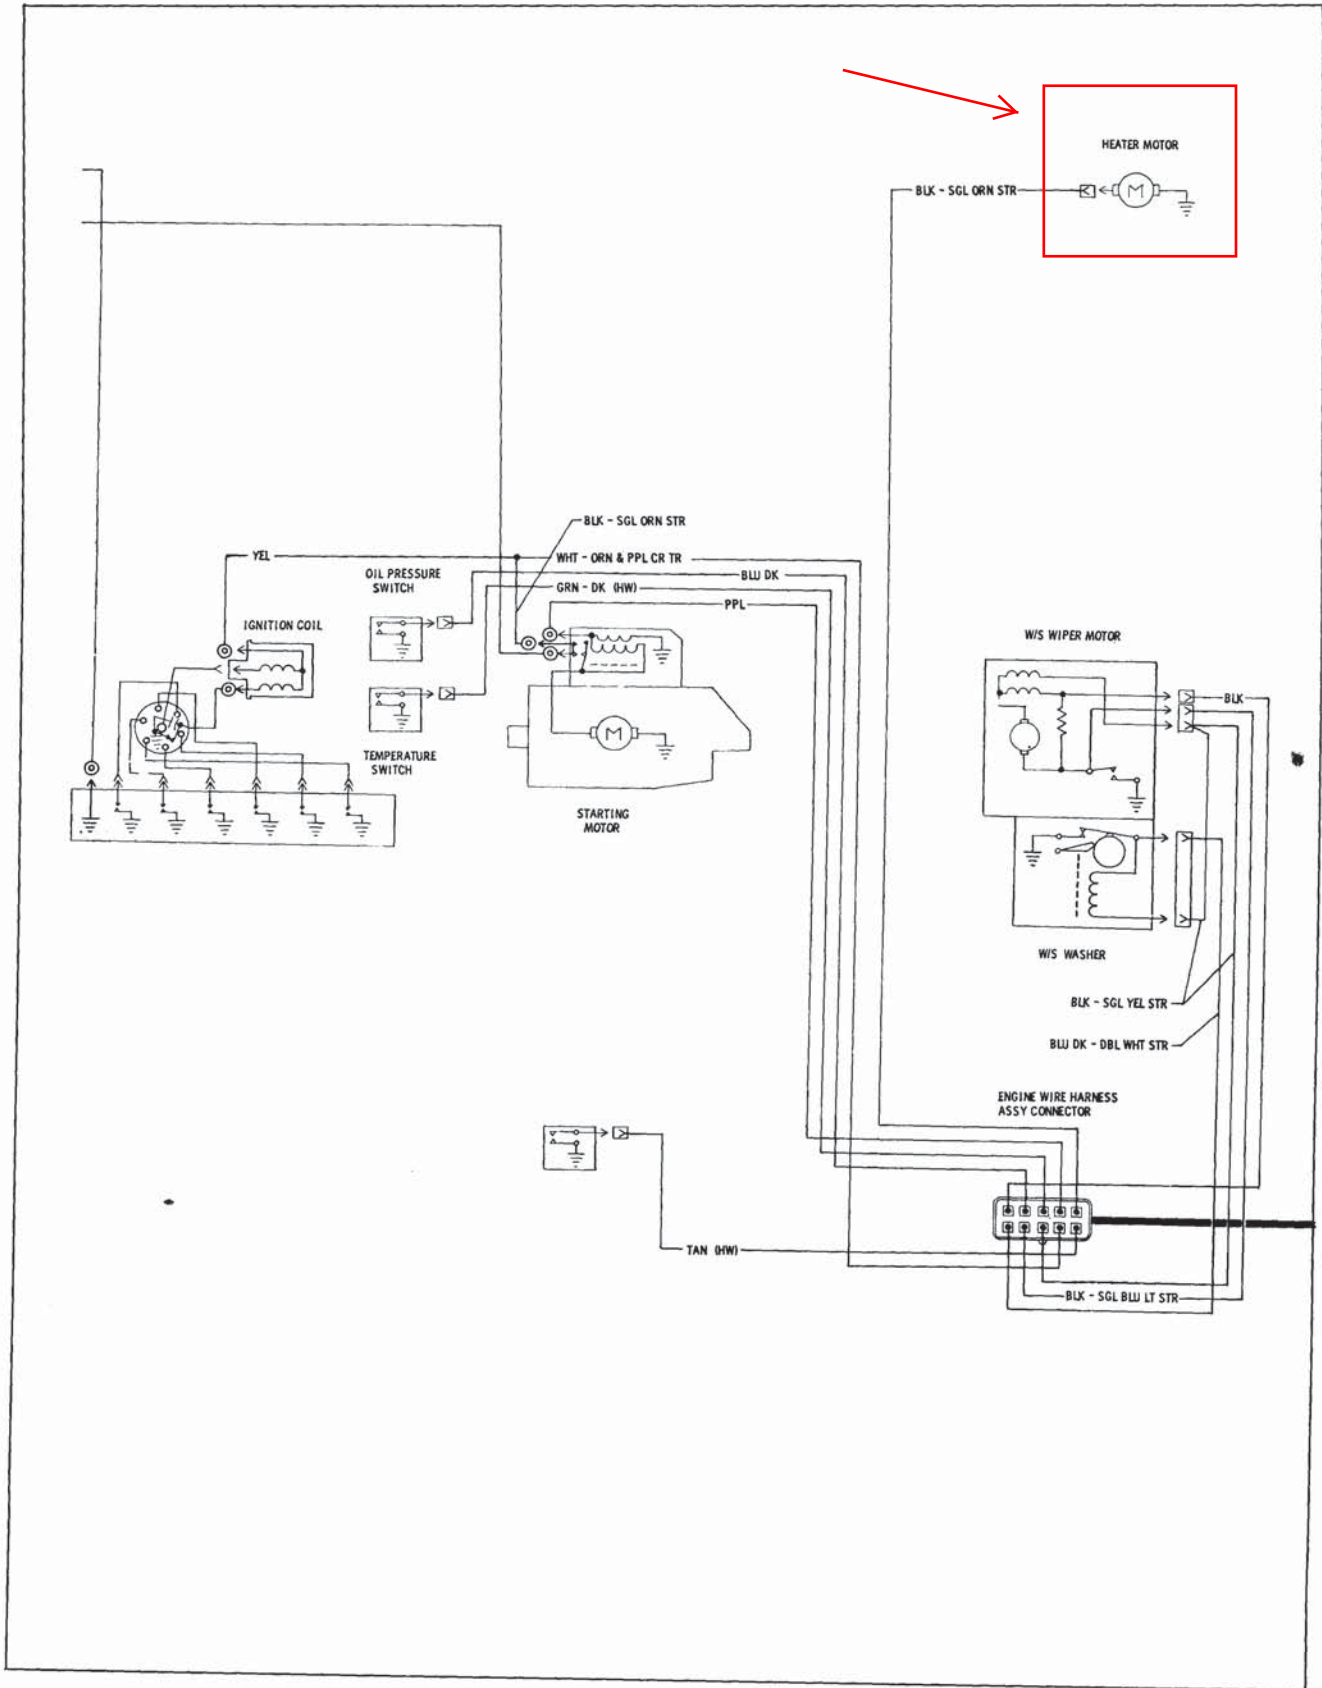 HEATER MOTOR
BLK - SGL ORN STR
M
BLK - SGL ORN STR
YEL
WHT - ORN & PPL CR TR
OIL PRESSURE
SWITCH
BLU DK
GRN - DK (HW)
PPL
IGNITION COIL
W/S WIPER MOTOR
BLK
M
TEMPERATURE
SWITCH
STARTING
MOTOR
W/S WASHER
BLK - SGL YEL STR
BLU DK - DBL WHT STR
ENGINE WIRE HARNESS
ASSY CONNECTOR
TAN (HW)
BLK - SGL BLU LT STR